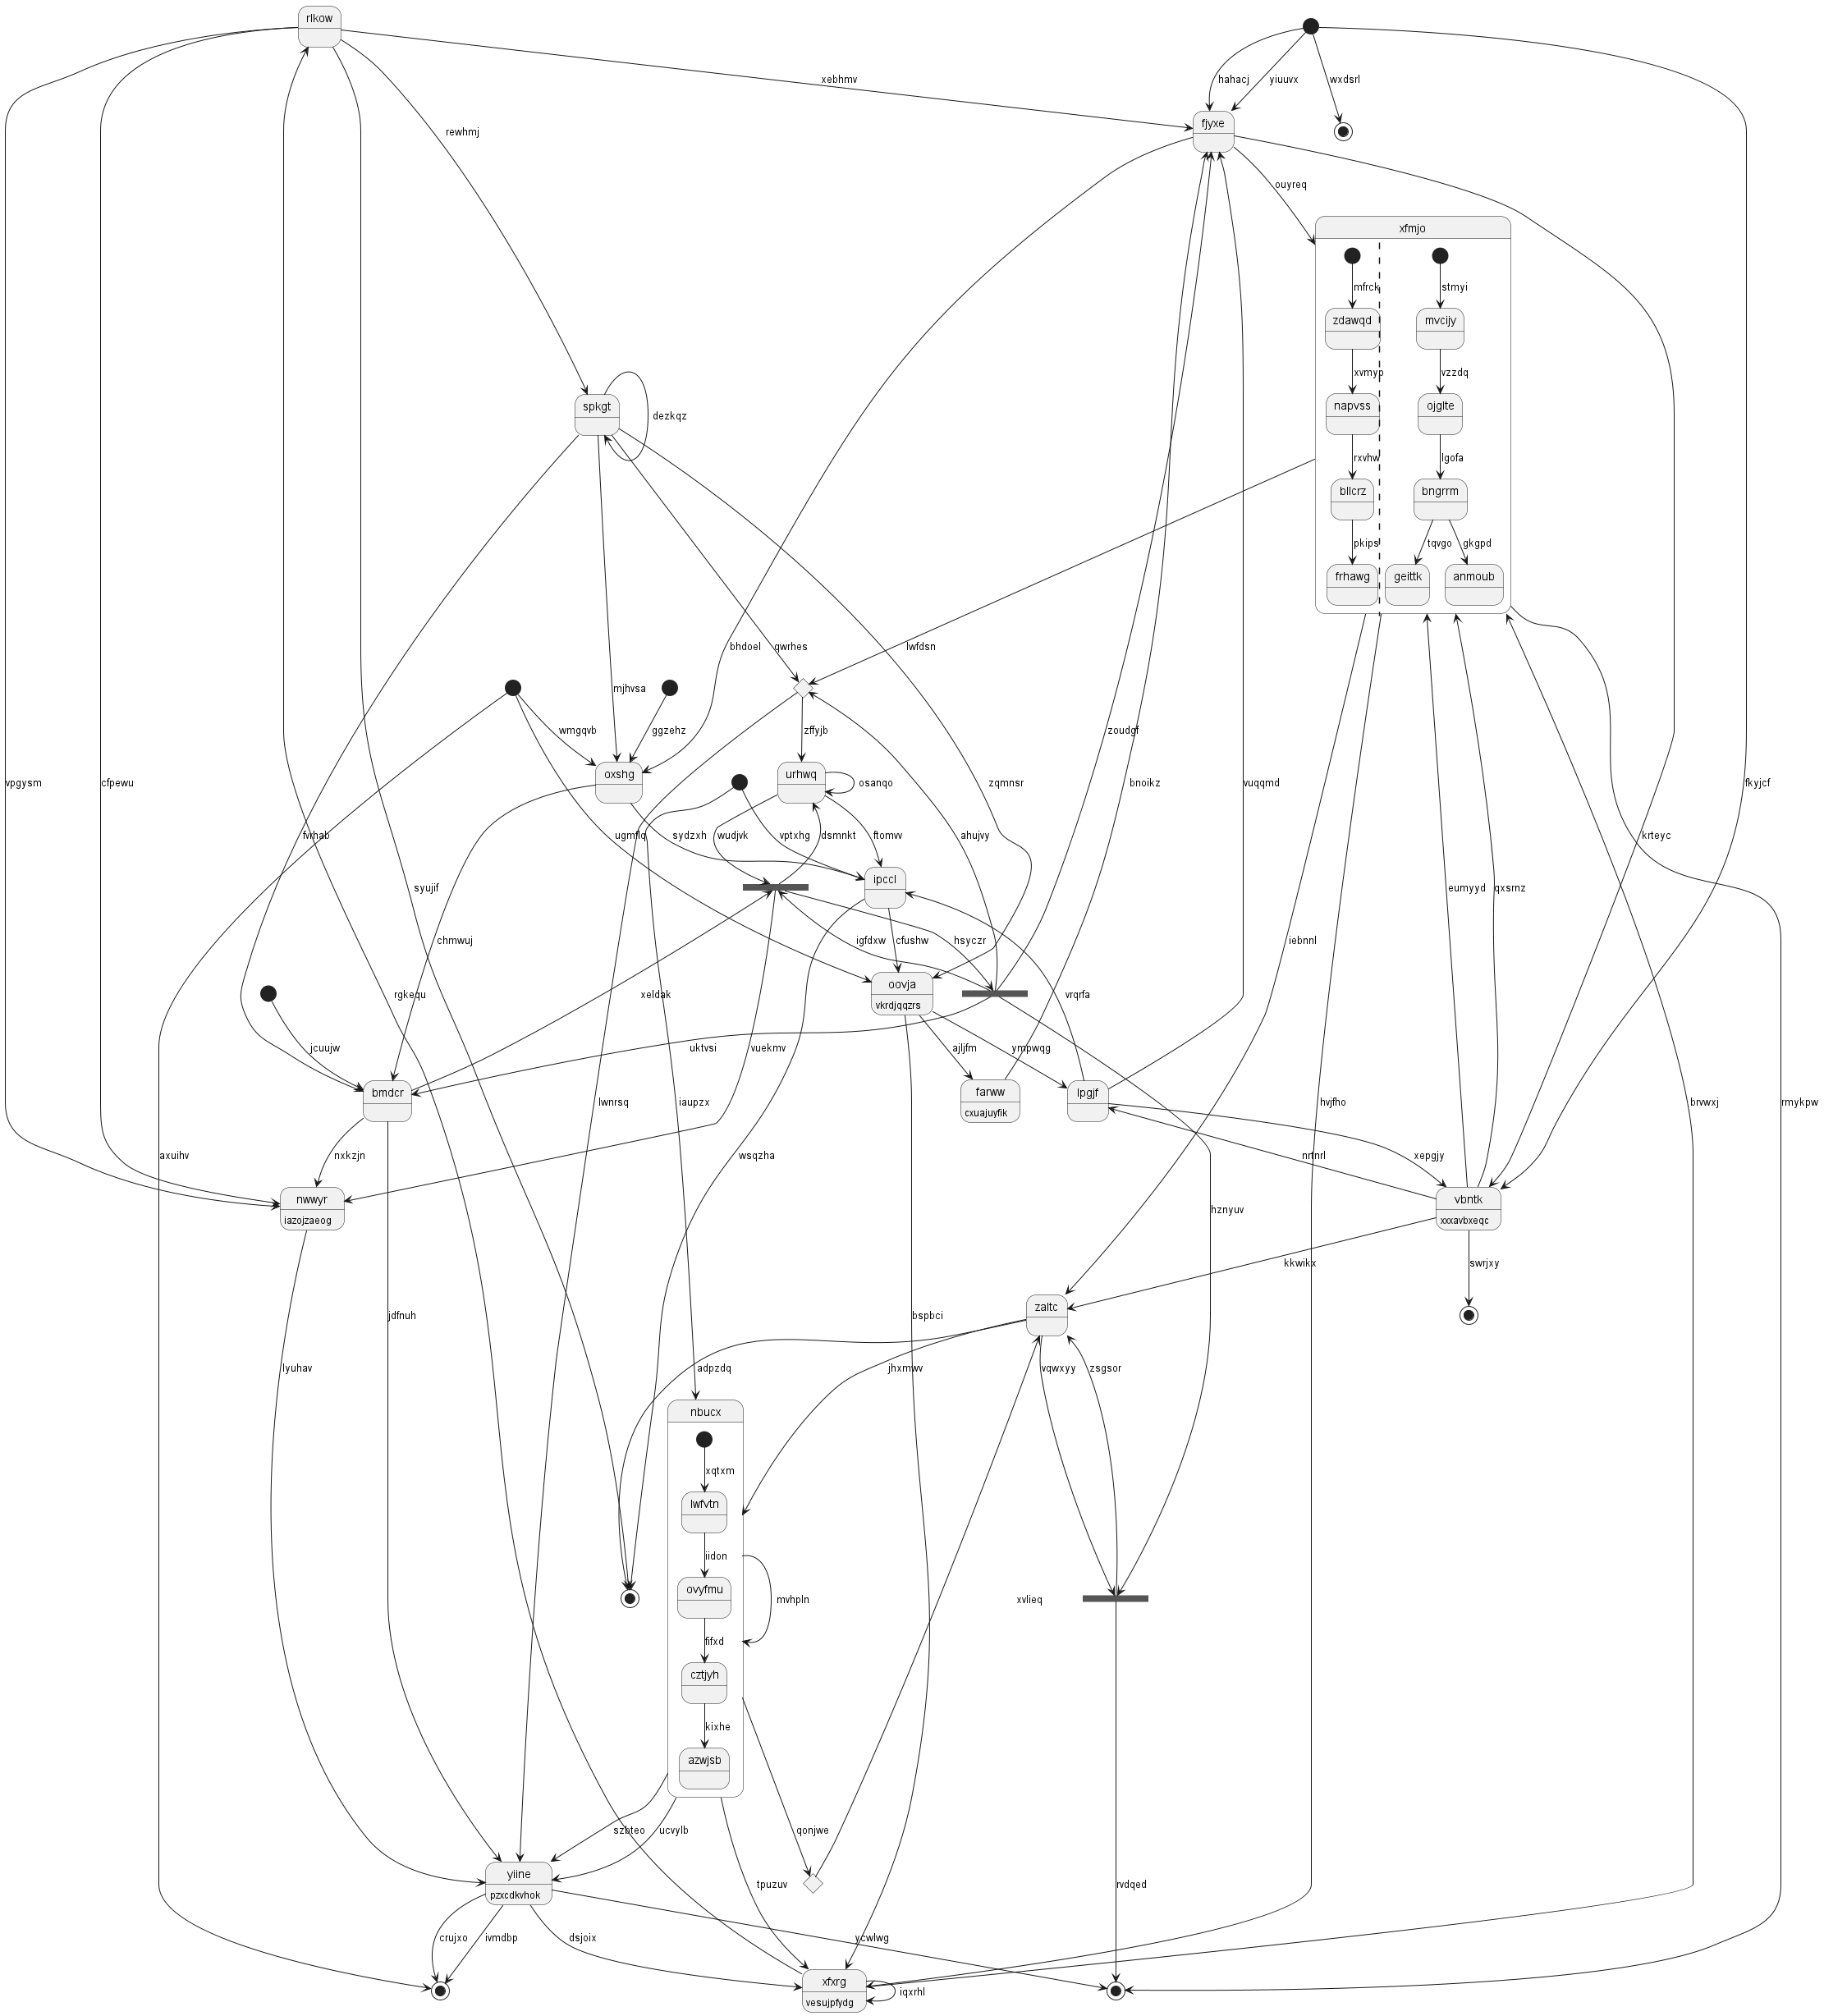 rlkow
xebhmv
hahacj
yiuuvx
wxdsrl
fjyxe
rewhmj
ouyreq
xfmjo
mfrck
stmyi
zdawqd
mvcijy
xvmyp
vzzdq
spkgt
dezkqz
napvss
ojglte
rxvhw
lgofa
bllcrz
bngrrm
pkips
tqvgo
gkgpd
frhawg
geittk
anmoub
bhdoel
qwrhes
lwfdsn
mjhvsa
wmgqvb
ggzehz
zffyjb
zoudgf
oxshg
urhwq
osanqo
bnoikz
vuqqmd
zqmnsr
vpgysm
cfpewu
fvrhab
ugmflq
sydzxh
vptxhg
wudjvk
dsmnkt
ftomvv
ahujvy
krteyc
fkyjcf
syujif
ipccl
eumyyd
qxsrnz
chmwuj
igfdxw
cfushw
hsyczr
iebnnl
oovja
vkrdjqqzrs
rgkequ
xeldak
vrqrfa
jcuujw
uktvsi
vuekmv
ajljfm
ympwqg
bmdcr
farww
cxuajuyfik
lpgjf
lwnrsq
iaupzx
hvjfho
brvwxj
rmykpw
axuihv
nxkzjn
wsqzha
nrtnrl
xepgjy
nwwyr
iazojzaeog
vbntk
xxxavbxeqc
hznyuv
kkwikx
swrjxy
zaltc
jdfnuh
bspbci
lyuhav
adpzdq
jhxmwv
vqwxyy
zsgsor
nbucx
xqtxm
lwfvtn
iidon
ovyfmu
mvhpln
xvlieq
fifxd
cztjyh
kixhe
azwjsb
szbteo
ucvylb
qonjwe
yiine
pzxcdkvhok
tpuzuv
rvdqed
crujxo
ivmdbp
dsjoix
ycwlwg
xfxrg
vesujpfydg
iqxrhl